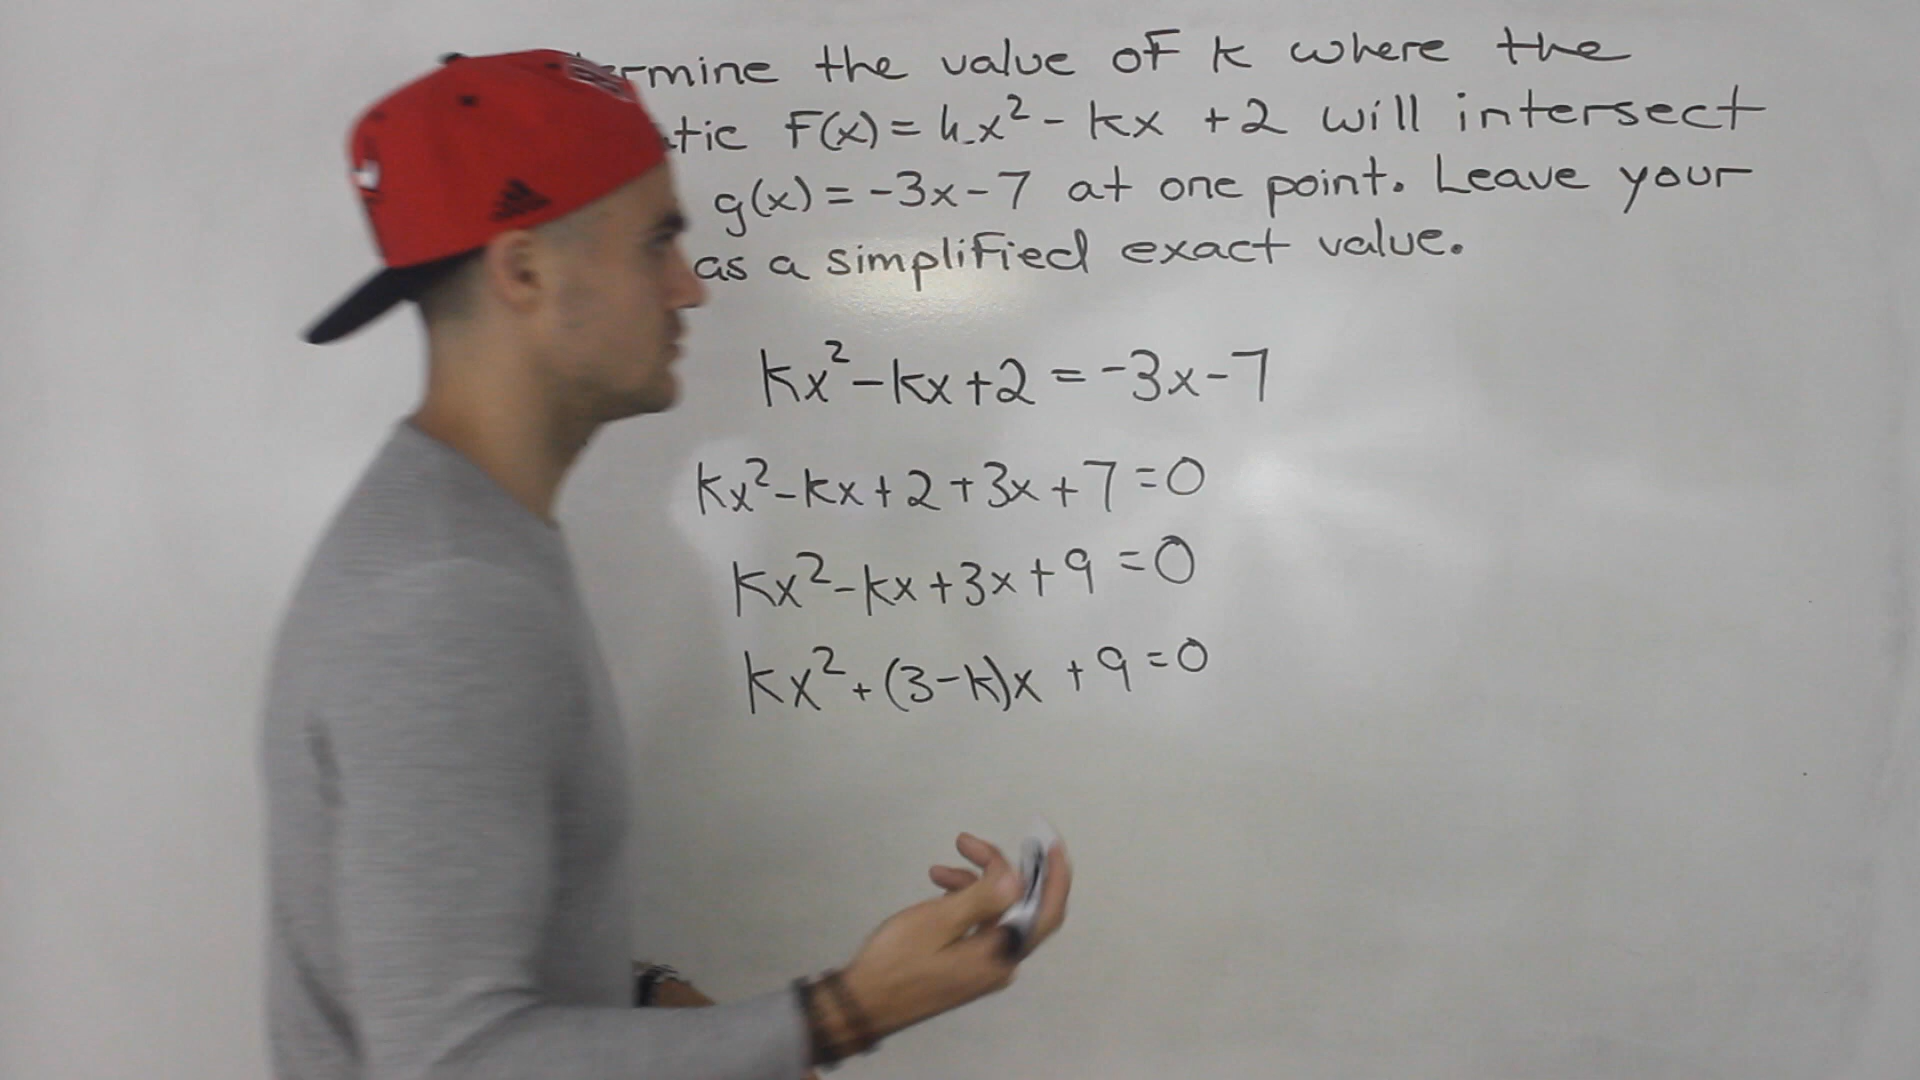 the value of k where the
F(x) = kx² - kx + 2 will intersect
g(x) = -3x - 7 at one point. Leave your
as a simplified exact value.
kx² - kx + 2 = -3x - 7
kx² - kx + 2 + 3x + 7 = 0
kx² - kx + 3x + 9 = 0
kx² + (3-k)x + 9 = 0